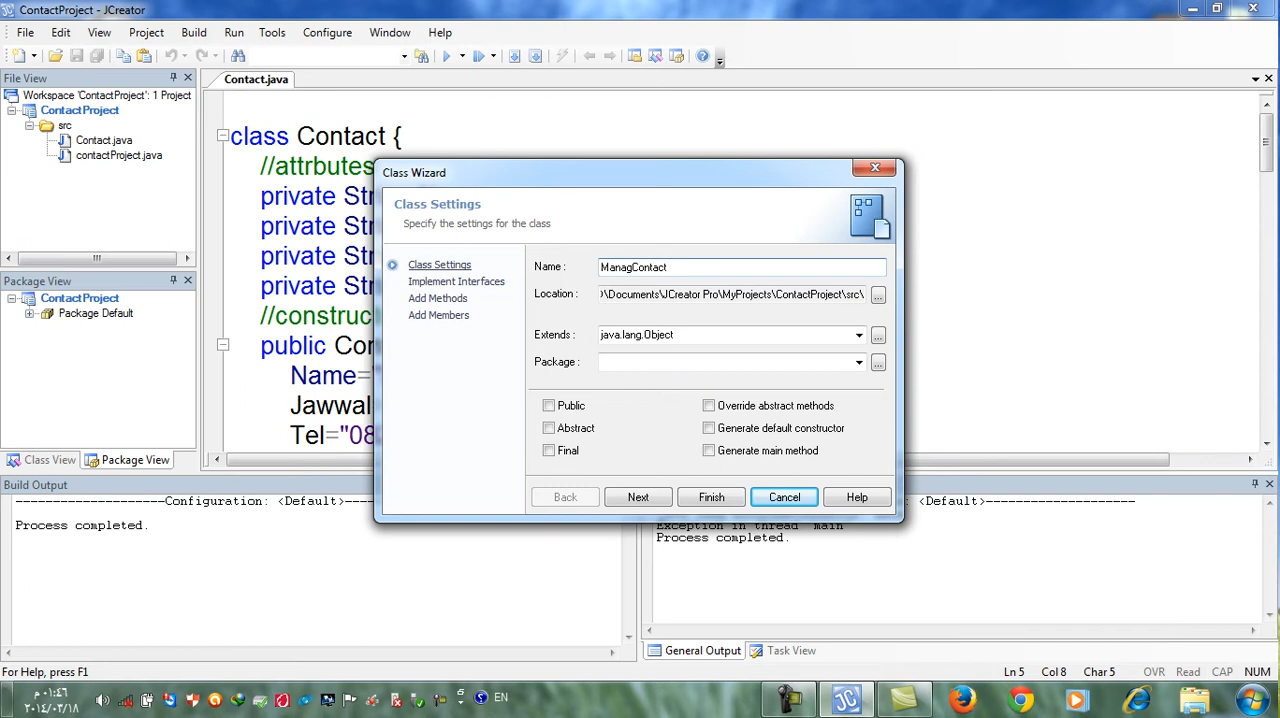 ContactProject - JCreator
File Edit View Project Build Run Tools Configure Window Help
File View
Workspace 'ContactProject': 1 Project
ContactProject
src
Contact.java
contactProject.java
Package View
ContactProject
Package Default
Class View Package View
Contact.java
class Contact {
//attrbutes
private Str
private Str
private Str
private Str
//construc
public Con
Name="
Jawwal
Tel="08
Class Wizard
Class Settings
Specify the settings for the class
Class Settings
Implement Interfaces
Add Methods
Add Members
Name : ManagContact
Location : \Documents\JCreator Pro\MyProjects\ContactProject\src\
...
Extends : java.lang.Object
...
Package :
...
Public
Abstract
Final
Override abstract methods
Generate default constructor
Generate main method
Back Next Finish Cancel Help
Build Output
--------------------Configuration: <Default>--------------------
Process completed.
<Default>--------------------
Exception in thread "main"
Process completed.
General Output Task View
For Help, press F1
Ln 5 Col 8 Char 5 OVR Read CAP NUM
٠١:٤٦ م
٢٠١٤/٠٣/١٨
EN
JC